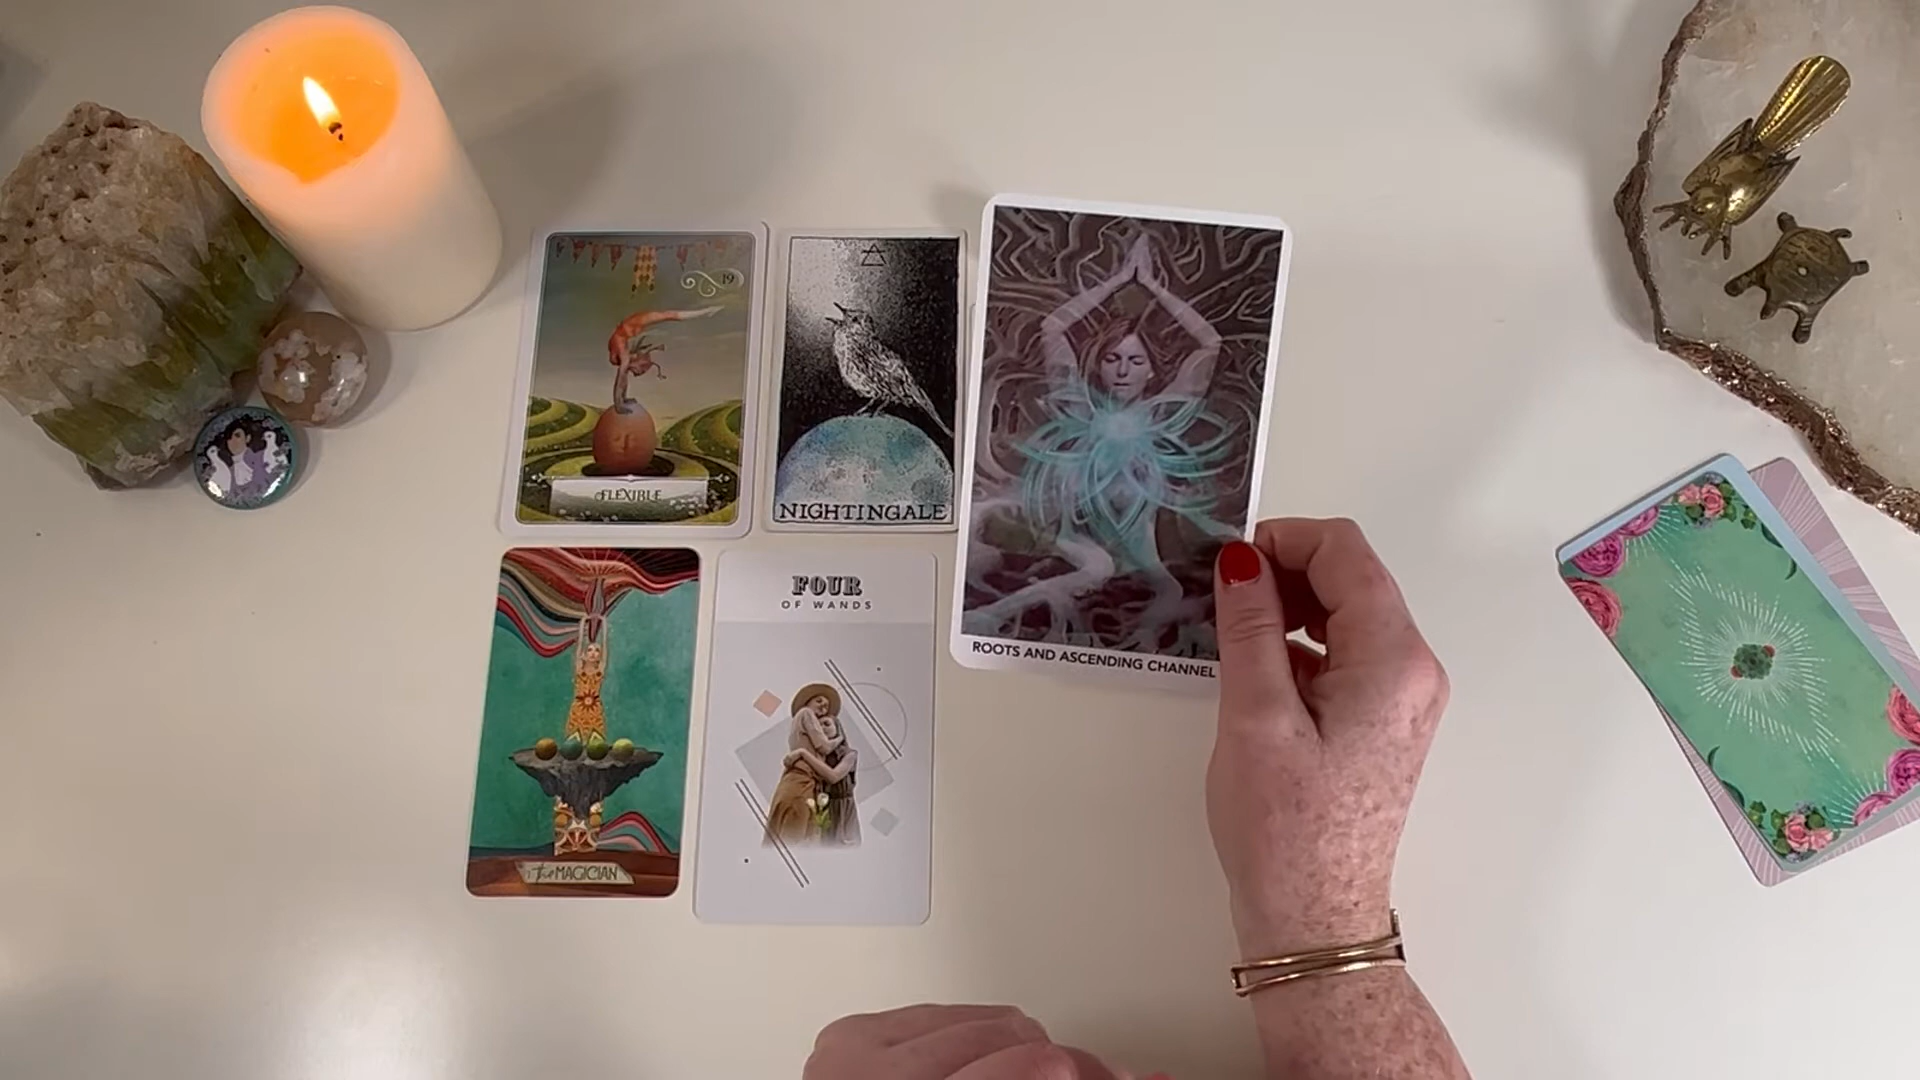 19
FLEXIBLE
NIGHTINGALE
ROOTS AND ASCENDING CHANNEL
the MAGICIAN
FOUR
OF WANDS